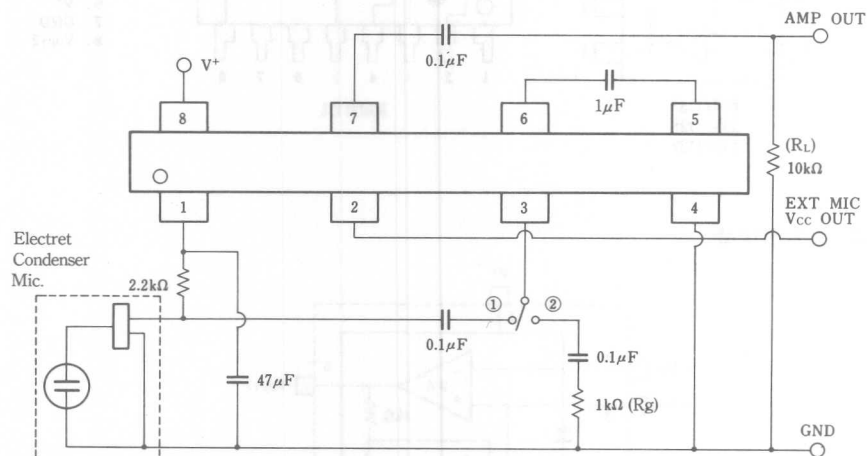 AMP OUT
V⁺
0.1μF
1μF
8
7
6
5
(RL)
10kΩ
1
2
3
4
EXT MIC
Vcc OUT
Electret
Condenser
Mic.
2.2kΩ
①
②
0.1μF
0.1μF
47μF
1kΩ (Rg)
GND